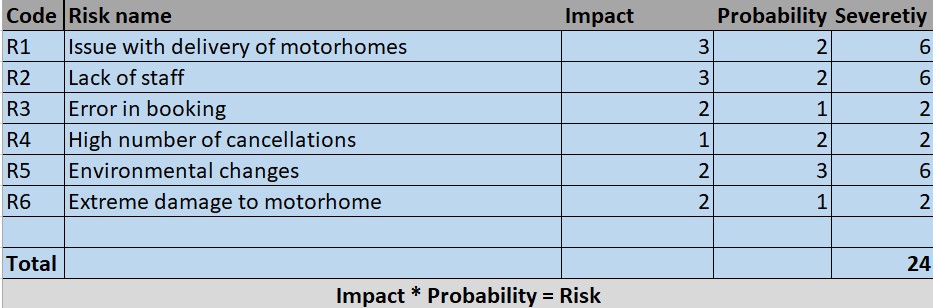 Code Risk name Impact Probability Severetiy
R1 Issue with delivery of motorhomes 3 2 6
R2 Lack of staff 3 2 6
R3 Error in booking 2 1 2
R4 High number of cancellations 1 2 2
R5 Environmental changes 2 3 6
R6 Extreme damage to motorhome 2 1 2
Total 24
Impact * Probability = Risk